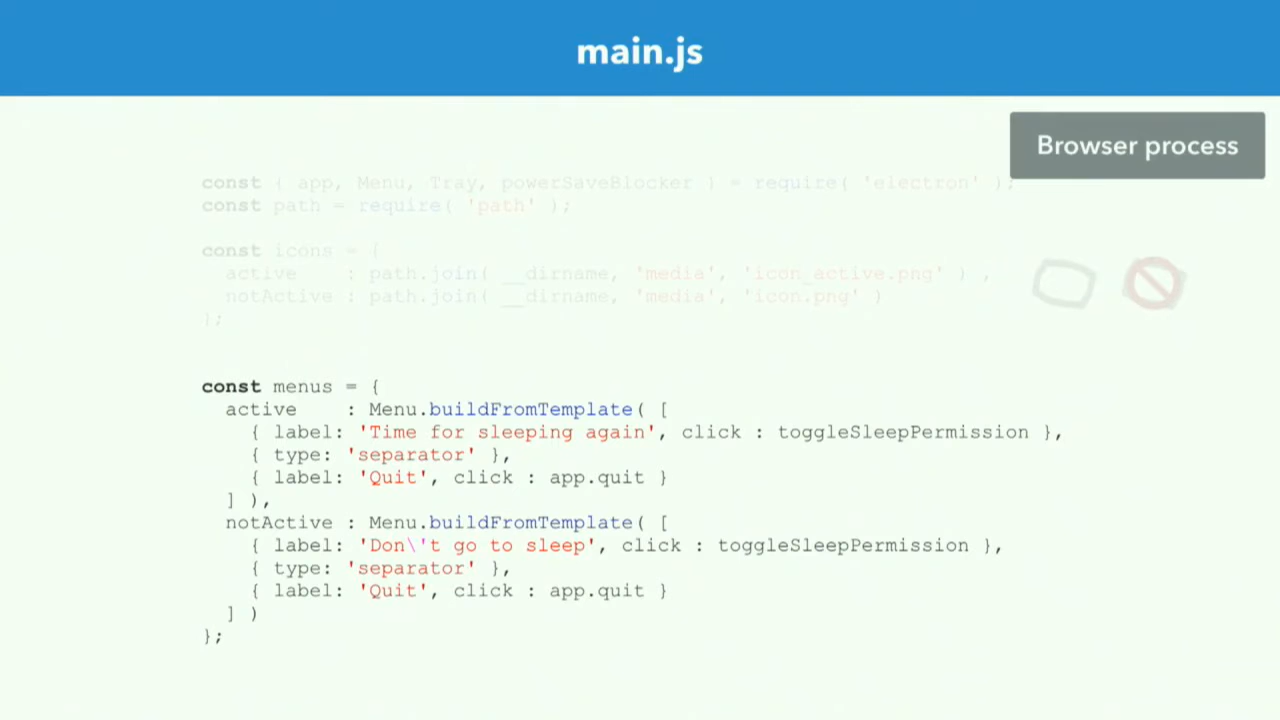 main.js
Browser process
const { app, Menu, Tray, powerSaveBlocker } = require( 'electron' );
const path = require( 'path' );
const icons = {
active : path.join( __dirname, 'media', 'icon_active.png' ) ,
notActive : path.join( __dirname, 'media', 'icon.png' )
};
const menus = {
active : Menu.buildFromTemplate( [
{ label: 'Time for sleeping again', click : toggleSleepPermission },
{ type: 'separator' },
{ label: 'Quit', click : app.quit }
] ),
notActive : Menu.buildFromTemplate( [
{ label: 'Don\'t go to sleep', click : toggleSleepPermission },
{ type: 'separator' },
{ label: 'Quit', click : app.quit }
] )
};